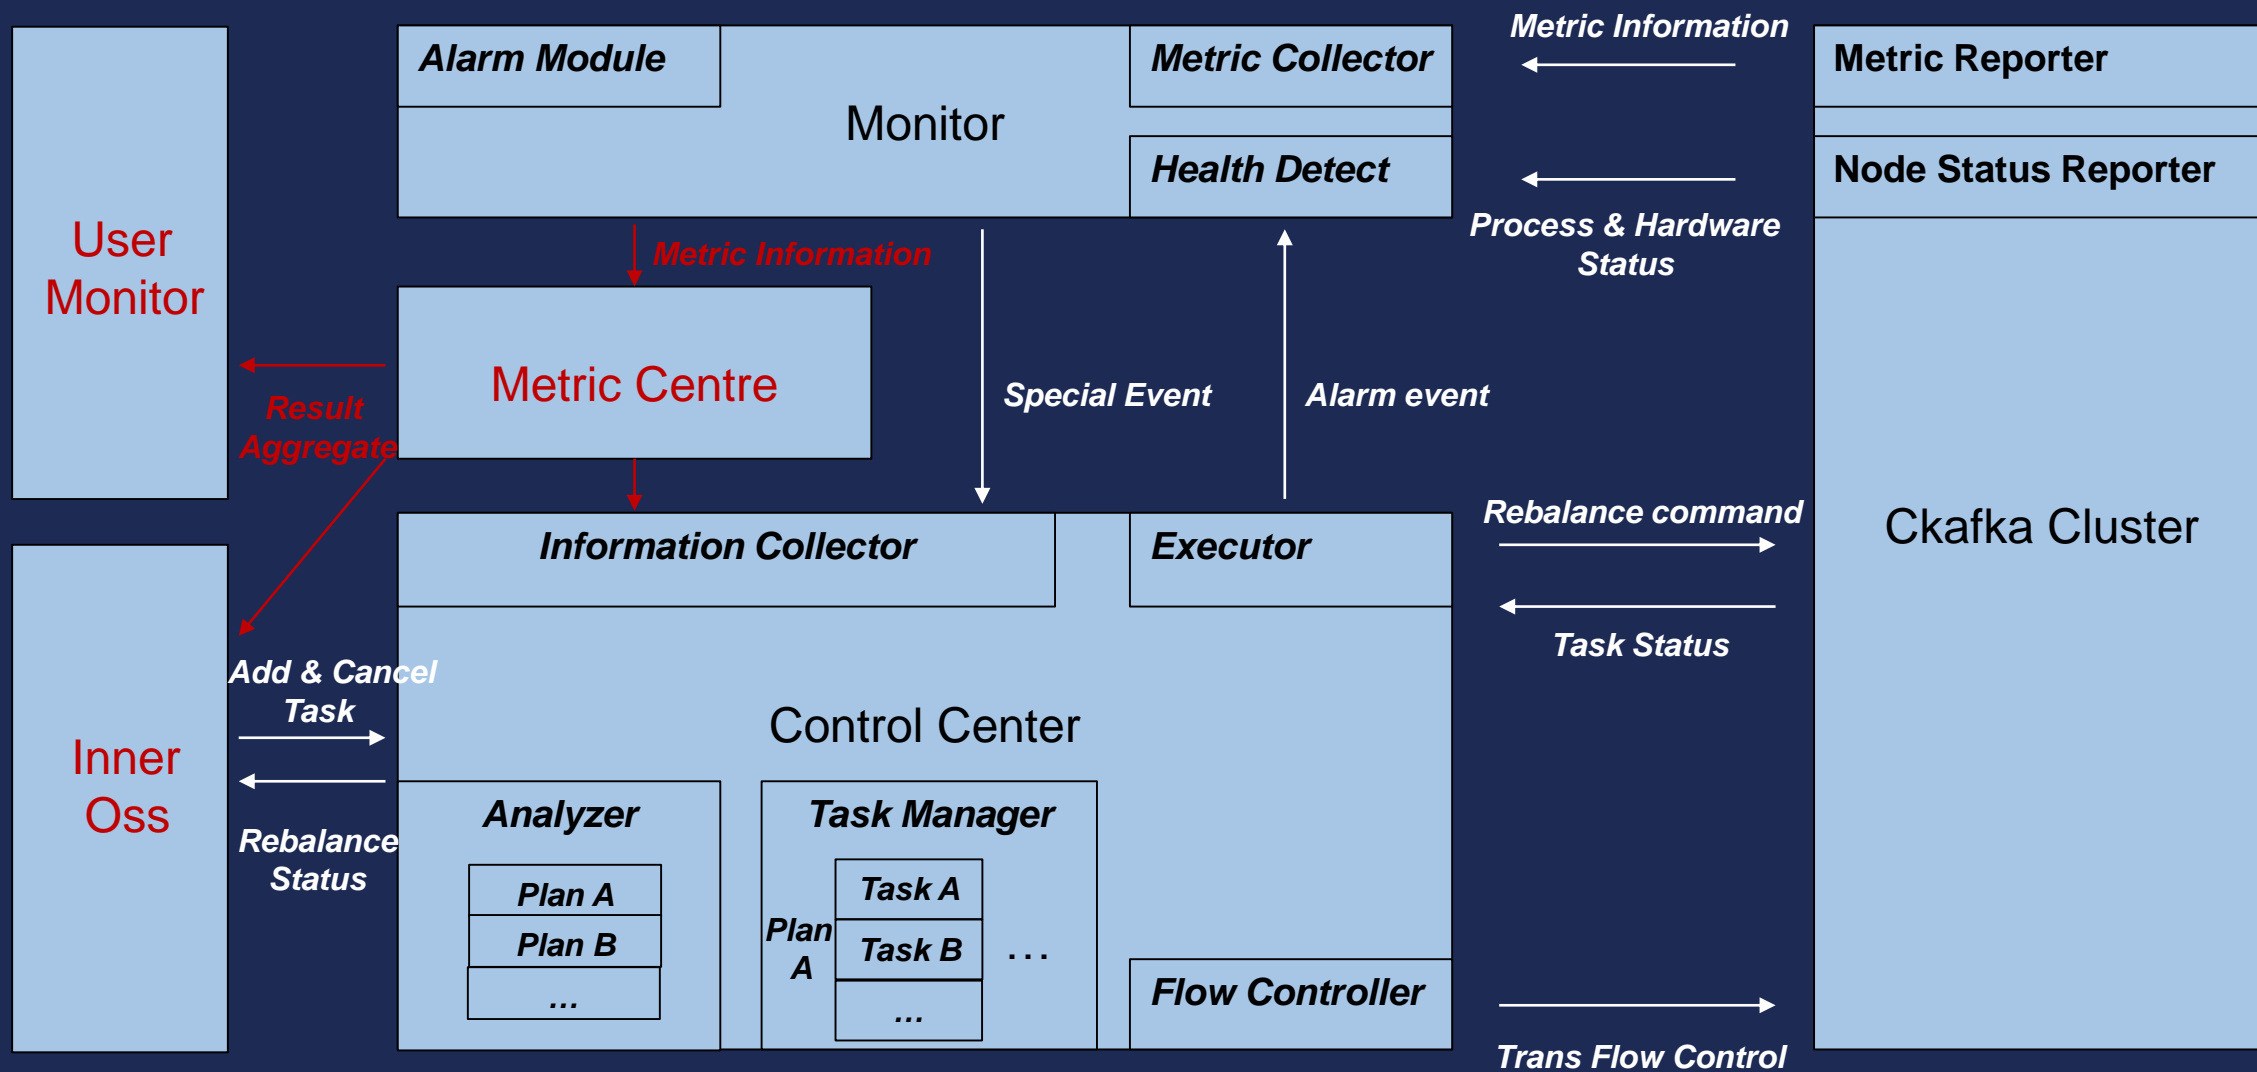 Metric Information
Alarm Module
Metric Collector
Metric Reporter
Monitor
Health Detect
Node Status Reporter
Process & Hardware
Status
User
Monitor
Metric Information
Metric Centre
Result
Aggregate
Special Event
Alarm event
Information Collector
Executor
Rebalance command
Ckafka Cluster
Task Status
Add & Cancel
Task
Control Center
Inner
Oss
Rebalance
Status
Analyzer
Plan A
Plan B
...
Task Manager
Plan
A
Task A
Task B
...
...
Flow Controller
Trans Flow Control